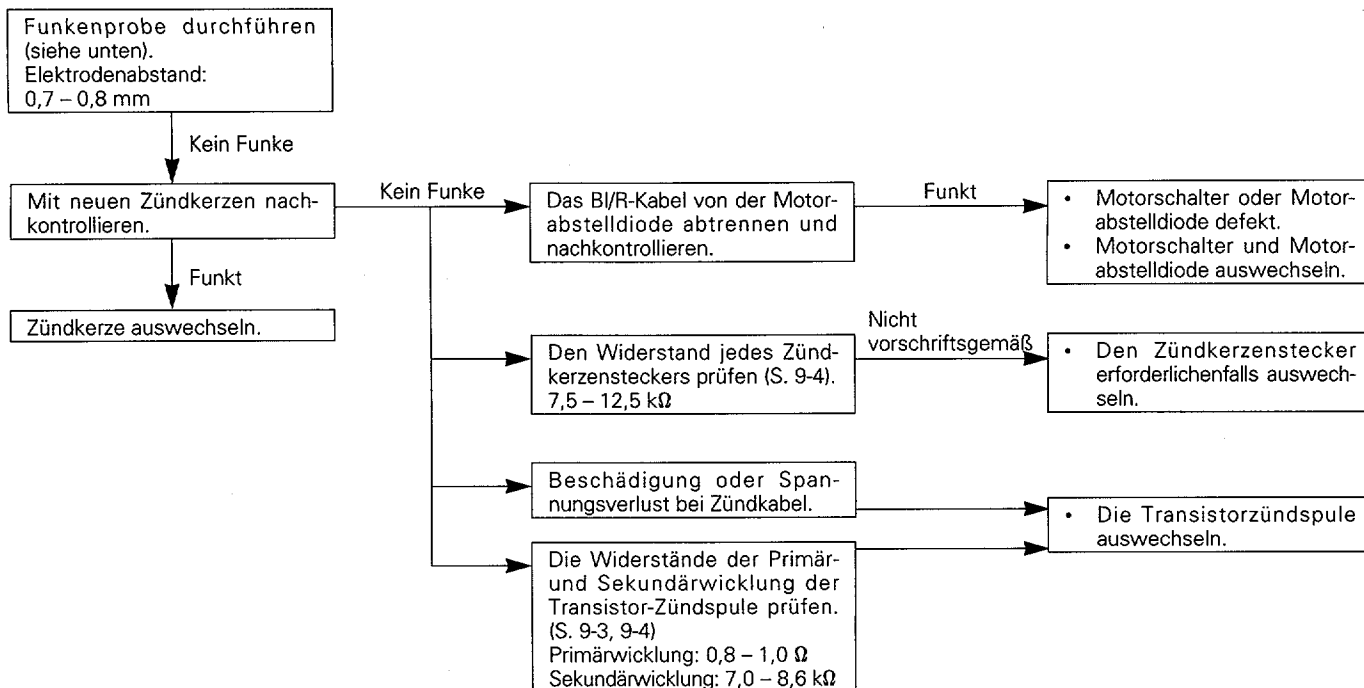 Funkenprobe durchführen
(siehe unten).
Elektrodenabstand:
0,7 – 0,8 mm
Kein Funke
Mit neuen Zündkerzen nach-
kontrollieren.
Funkt
Zündkerze auswechseln.
Kein Funke
Das Bl/R-Kabel von der Motor-
abstelldiode abtrennen und
nachkontrollieren.
Funkt
• Motorschalter oder Motor-
abstelldiode defekt.
• Motorschalter und Motor-
abstelldiode auswechseln.
Den Widerstand jedes Zünd-
kerzensteckers prüfen (S. 9-4).
7,5 – 12,5 kΩ
Nicht
vorschriftsgemäß
• Den Zündkerzenstecker
erforderlichenfalls auswech-
seln.
Beschädigung oder Span-
nungsverlust bei Zündkabel.
• Die Transistorzündspule
auswechseln.
Die Widerstände der Primär-
und Sekundärwicklung der
Transistor-Zündspule prüfen.
(S. 9-3, 9-4)
Primärwicklung: 0,8 – 1,0 Ω
Sekundärwicklung: 7,0 – 8,6 kΩ